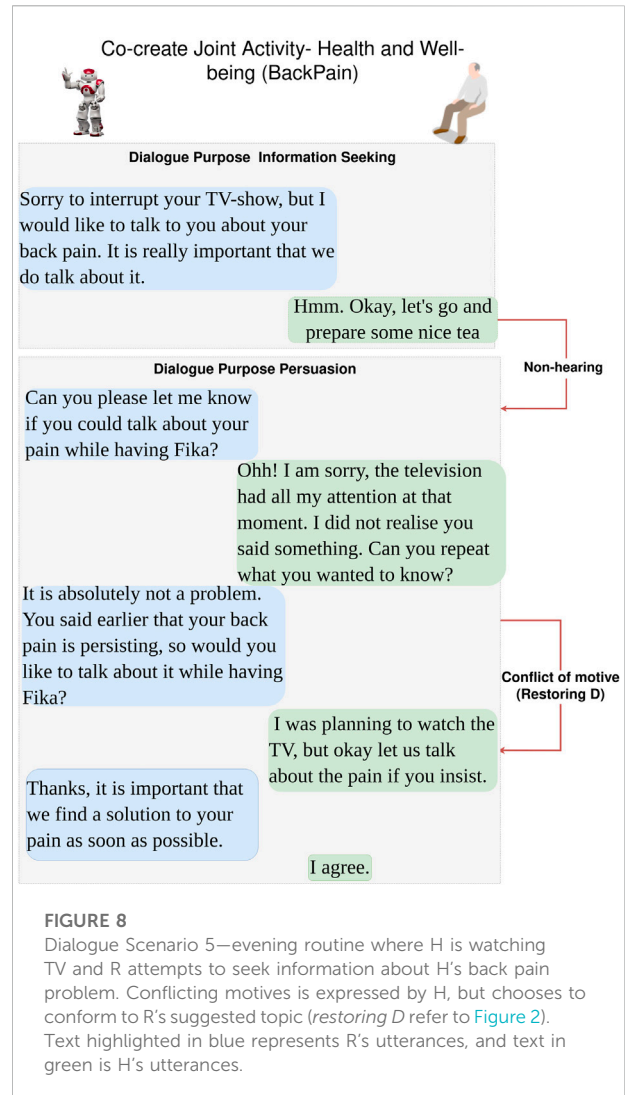 Co-create Joint Activity- Health and Well-
being (BackPain)
Dialogue Purpose Information Seeking
Sorry to interrupt your TV-show, but I
would like to talk to you about your
back pain. It is really important that we
do talk about it.
Hmm. Okay, let's go and
prepare some nice tea
Non-hearing
Dialogue Purpose Persuasion
Can you please let me know
if you could talk about your
pain while having Fika?
Ohh! I am sorry, the television
had all my attention at that
moment. I did not realise you
said something. Can you repeat
what you wanted to know?
It is absolutely not a problem.
You said earlier that your back
pain is persisting, so would you
like to talk about it while having
Fika?
Conflict of motive
(Restoring D)
I was planning to watch the
TV, but okay let us talk
about the pain if you insist.
Thanks, it is important that
we find a solution to your
pain as soon as possible.
I agree.
FIGURE 8
Dialogue Scenario 5—evening routine where H is watching
TV and R attempts to seek information about H's back pain
problem. Conflicting motives is expressed by H, but chooses to
conform to R's suggested topic (restoring D refer to Figure 2).
Text highlighted in blue represents R's utterances, and text in
green is H's utterances.